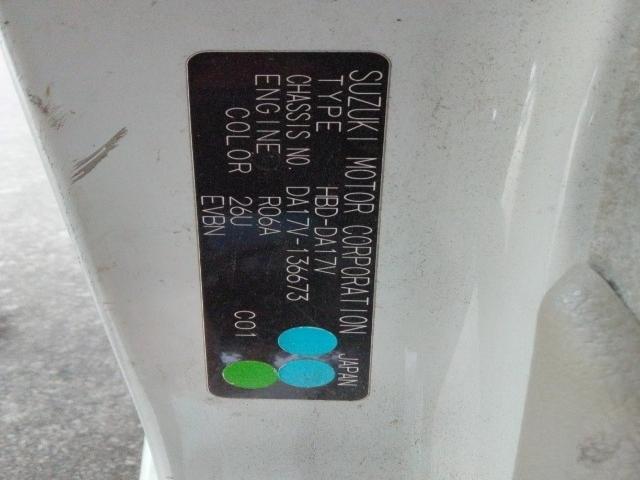 SUZUKI MOTOR CORPORATION JAPAN
TYPE HBD-DA17V
CHASSIS NO. DA17V-136673
ENGINE R06A
COLOR 26U C01
EVBN